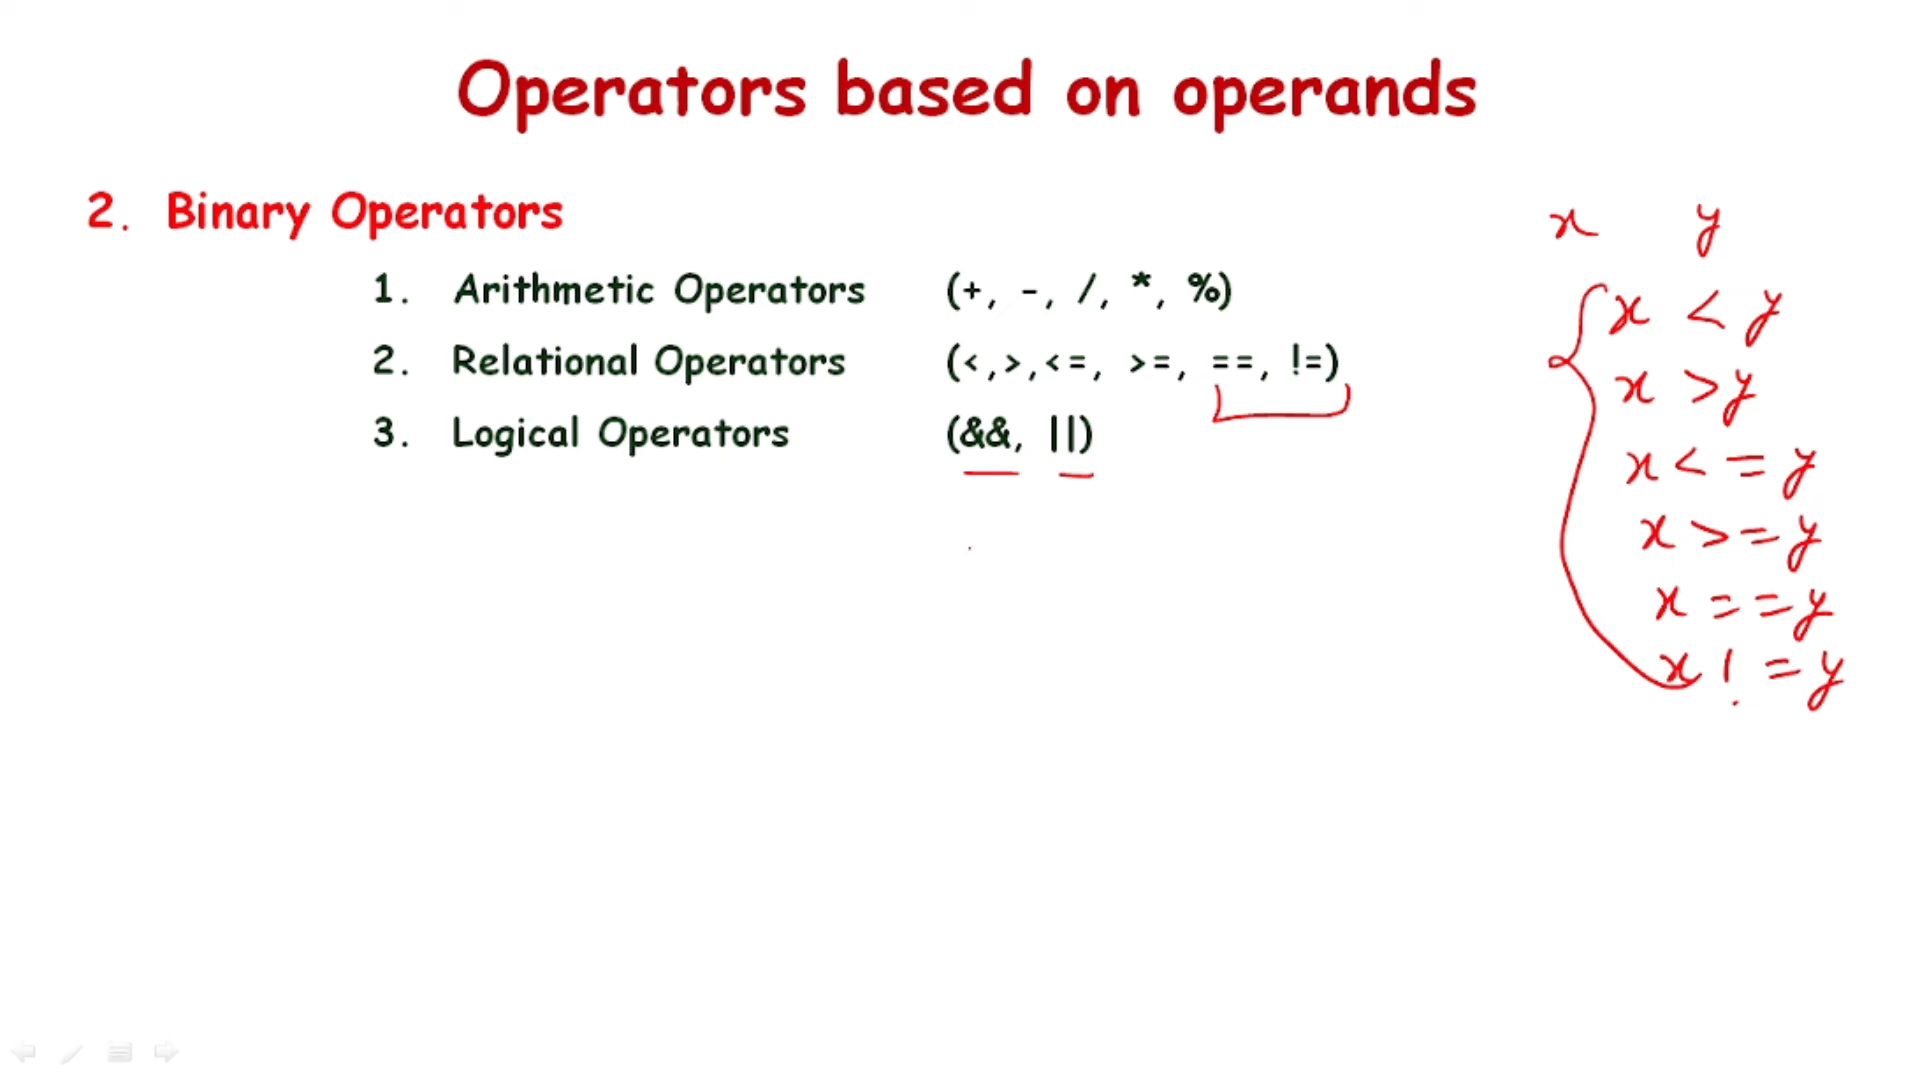 Operators based on operands
2. Binary Operators
1. Arithmetic Operators (+, -, /, *, %)
2. Relational Operators (<,>,<=, >=, ==, !=)
3. Logical Operators (&&, ||)
x y
x < y
x > y
x < = y
x > = y
x = = y
x ! = y